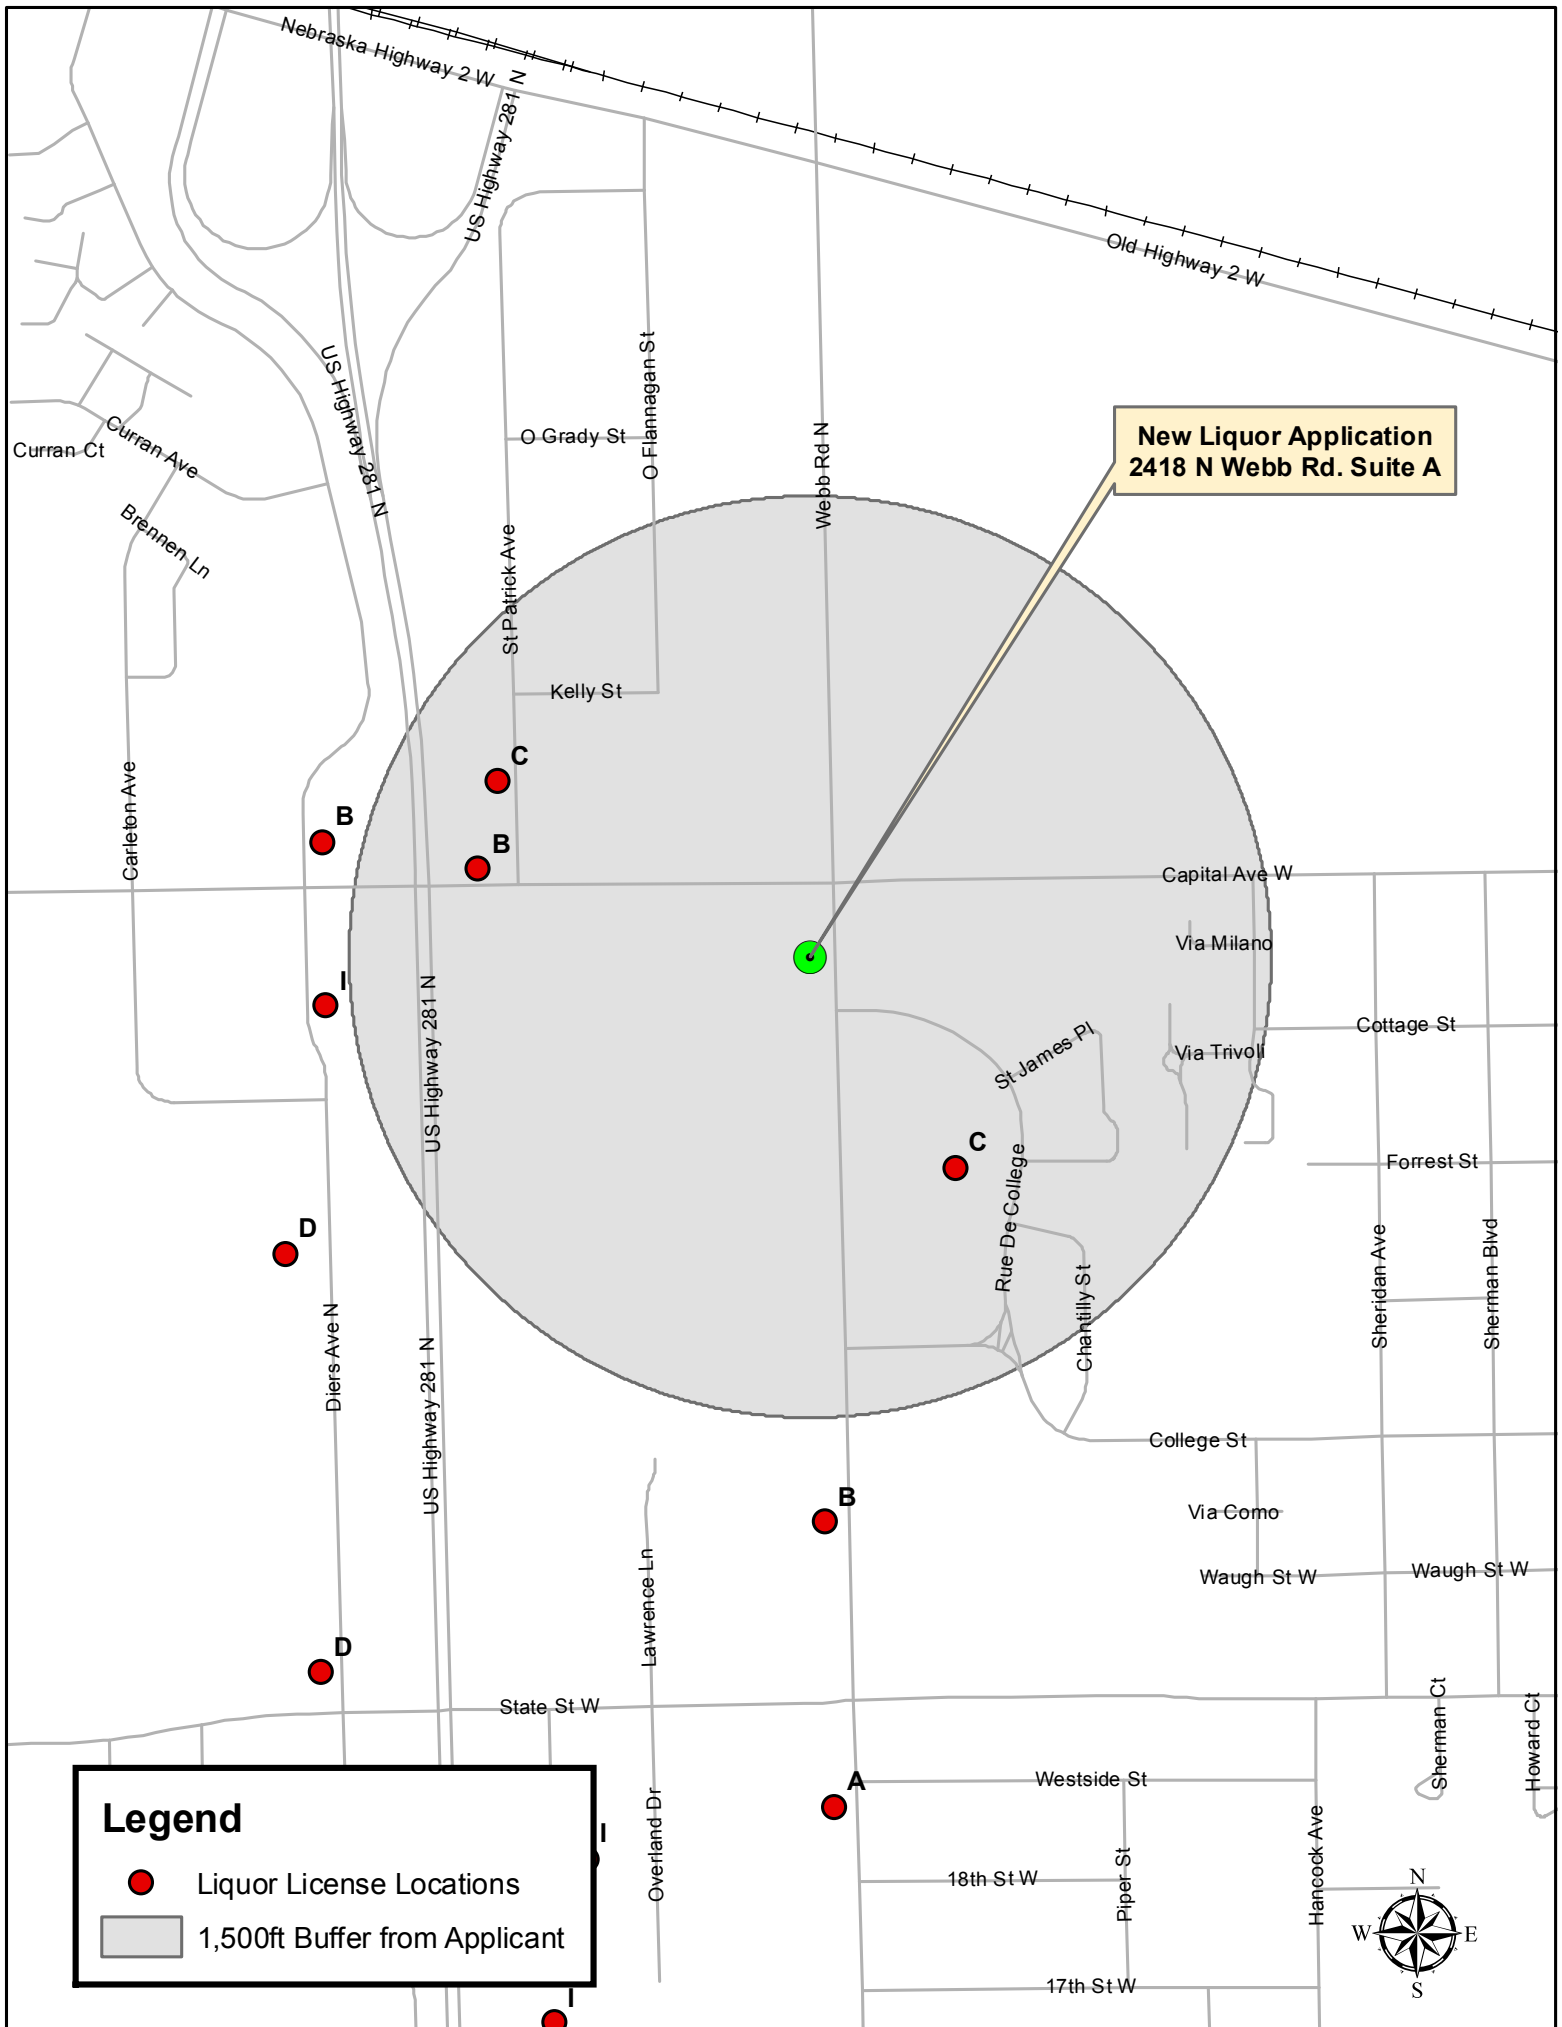 Nebraska Highway 2 W
US Highway 281 N
Old Highway 2 W
US Highway 281 N
O Flannagan St
O Grady St
Webb Rd N
New Liquor Application
2418 N Webb Rd. Suite A
Curran Ct
Curran Ave
Brennen Ln
St Patrick Ave
Kelly St
C
B
B
Carleton Ave
Capital Ave W
Via Milano
I
US Highway 281 N
Cottage St
St James Pl
Via Trivoli
C
Forrest St
Rue De College
D
Sheridan Ave
Sherman Blvd
Chantilly St
Diers Ave N
US Highway 281 N
College St
B
Via Como
Lawrence Ln
Waugh St W
Waugh St W
D
State St W
Sherman Ct
Howard Ct
A
Westside St
Overland Dr
I
Hancock Ave
18th St W
Piper St
17th St W
I
Legend
Liquor License Locations
1,500ft Buffer from Applicant
N
W
E
S